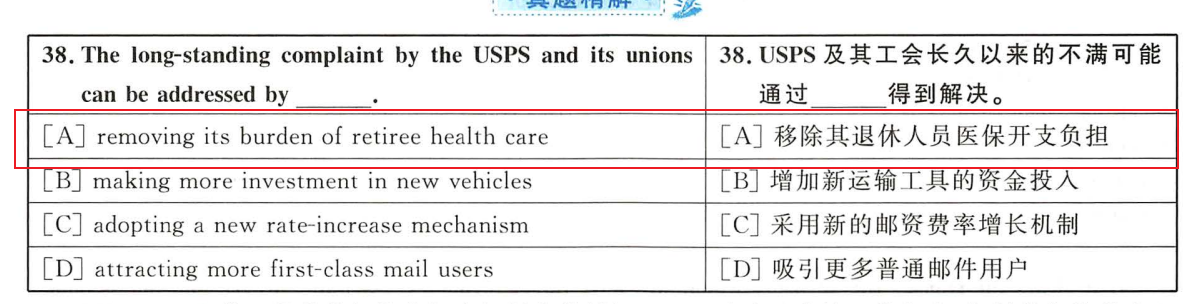 真题精解
38. The long-standing complaint by the USPS and its unions
can be addressed by ______.
[A] removing its burden of retiree health care
[B] making more investment in new vehicles
[C] adopting a new rate-increase mechanism
[D] attracting more first-class mail users
38. USPS 及其工会长久以来的不满可能
通过______得到解决。
[A] 移除其退休人员医保开支负担
[B] 增加新运输工具的资金投入
[C] 采用新的邮资费率增长机制
[D] 吸引更多普通邮件用户